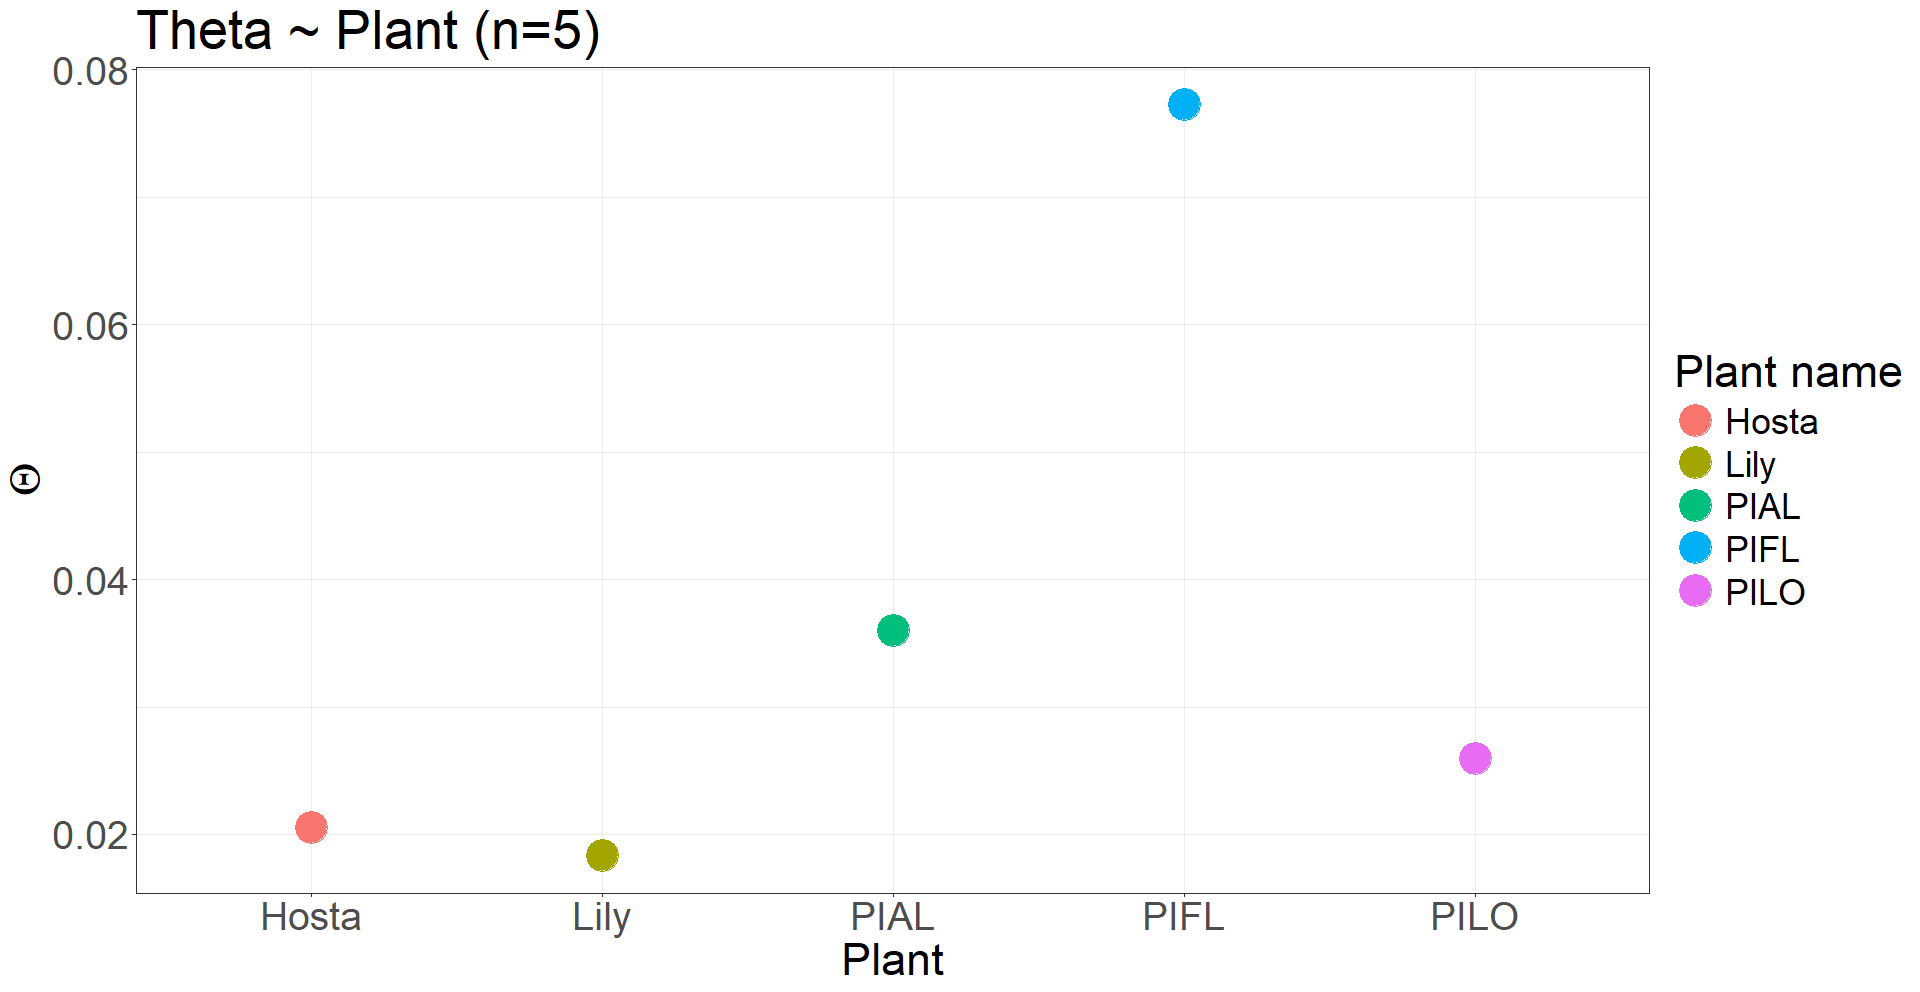 Theta ~ Plant (n=5)
0.08
0.06
0.04
0.02
Θ
Hosta
Lily
PIAL
PIFL
PILO
Plant
Plant name
Hosta
Lily
PIAL
PIFL
PILO